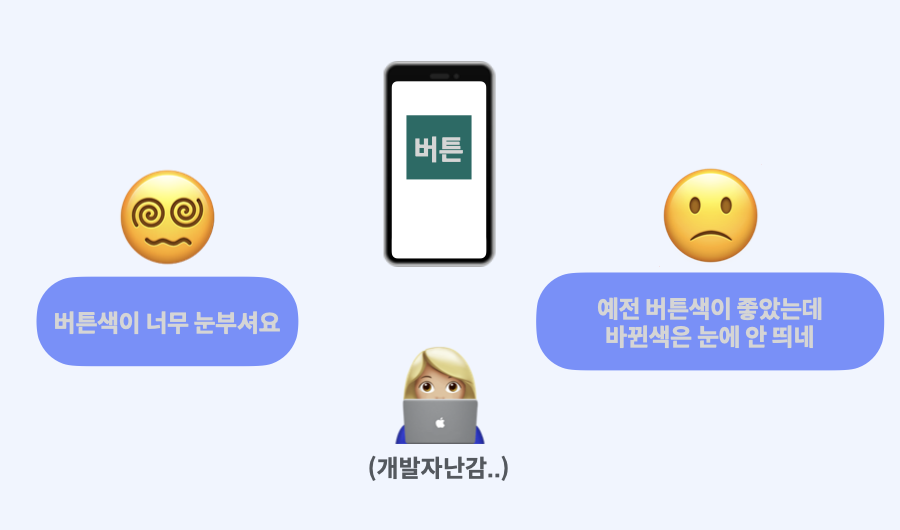 버튼
버튼색이 너무 눈부셔요
예전 버튼색이 좋았는데
바뀐색은 눈에 안 띄네
(개발자난감..)